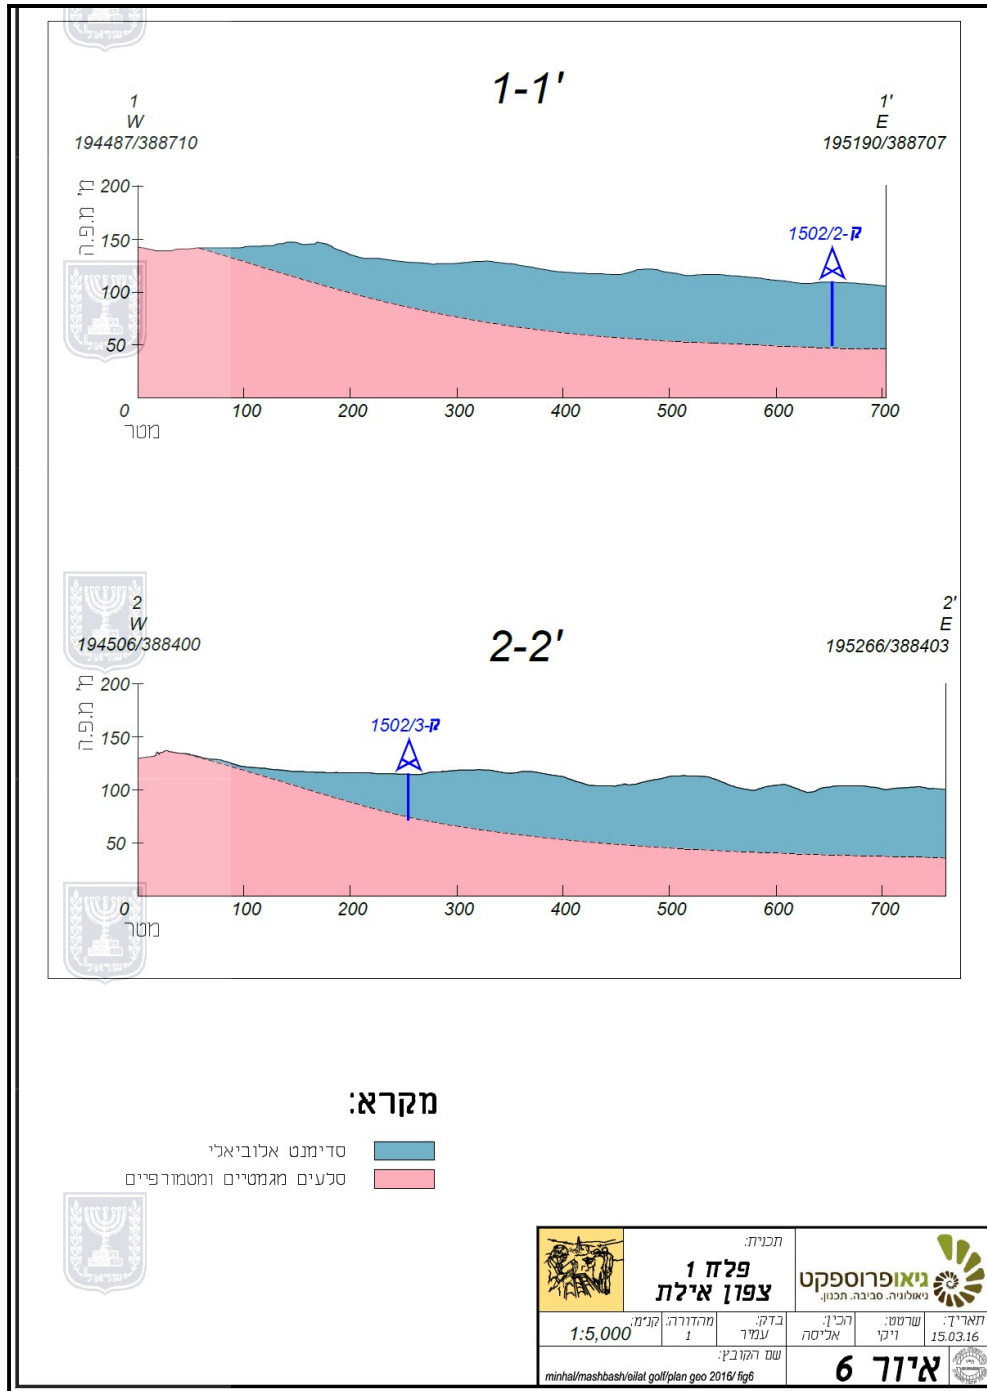 1-1'
1
W
194487/388710
1'
E
195190/388707
מ' מ.פ.ה
200
150
100
50
ק-1502/2
0 100 200 300 400 500 600 700
מטר
2-2'
2
W
194506/388400
2'
E
195266/388403
מ' מ.פ.ה
200
150
100
50
ק-1502/3
0 100 200 300 400 500 600 700
מטר
מקרא:
סדימנט אלוביאלי
סלעים מגמטיים ומטמורפיים
גיאופרוספקט
גיאולוגיה. סביבה. תכנון.
תכנית:
פלח 1
צפון אילת
תאריך: 15.03.16
שרטט: ויקי
הכין: אליסה
בדק: עמיר
מהדורה: 1
קנ"מ: 1:5,000
איור 6
שם הקובץ:
minhal/mashbash/eilat golf/plan geo 2016/ fig6